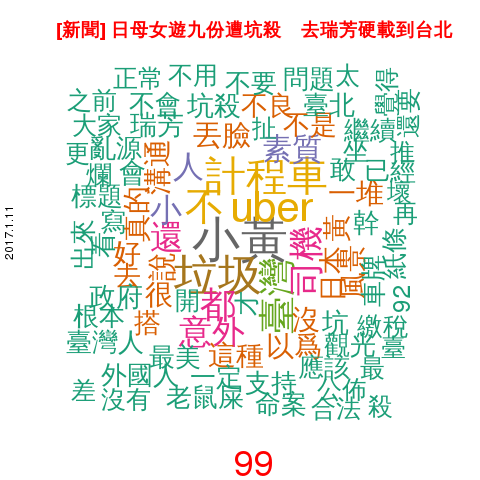 [新聞] 日母女遊九份遭坑殺 去瑞芳硬載到台北
2017.1.11
正常 不用 不要 問題 太 覺得
之前 不會 坑殺 不良 臺北 還要
大家 瑞芳 丟臉 扯 不是 繼續
更 亂源 溝通 人 素質 坐 推
爛 會 計程車 敢 已經
標題 真的 小 不 uber 一堆 壞
寫 還 小黃 司機 黃 幹 再
出來 看 好 日本 風景 紙條
去 很 說 垃圾 臺灣 車牌
政府 開 都 才 沒 坑 92
根本 搭 意外 繳稅
臺灣人 最美 這種 以爲 觀光 臺
外國人 一定 支持 應該 最
差 沒有 老鼠屎 命案 八佈 合法 殺
99